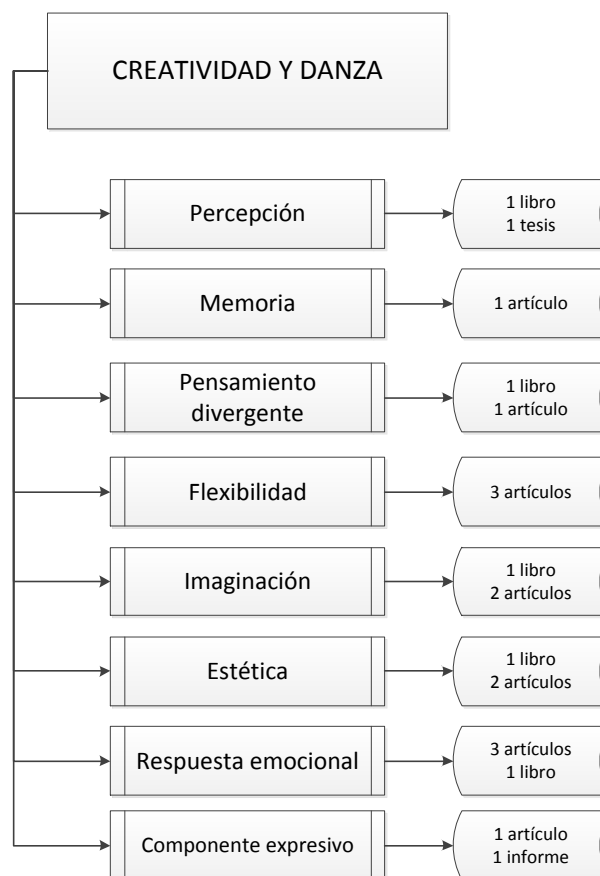 CREATIVIDAD Y DANZA
Percepción
1 libro
1 tesis
Memoria
1 artículo
Pensamiento
divergente
1 libro
1 artículo
Flexibilidad
3 artículos
Imaginación
1 libro
2 artículos
Estética
1 libro
2 artículos
Respuesta emocional
3 artículos
1 libro
Componente expresivo
1 artículo
1 informe